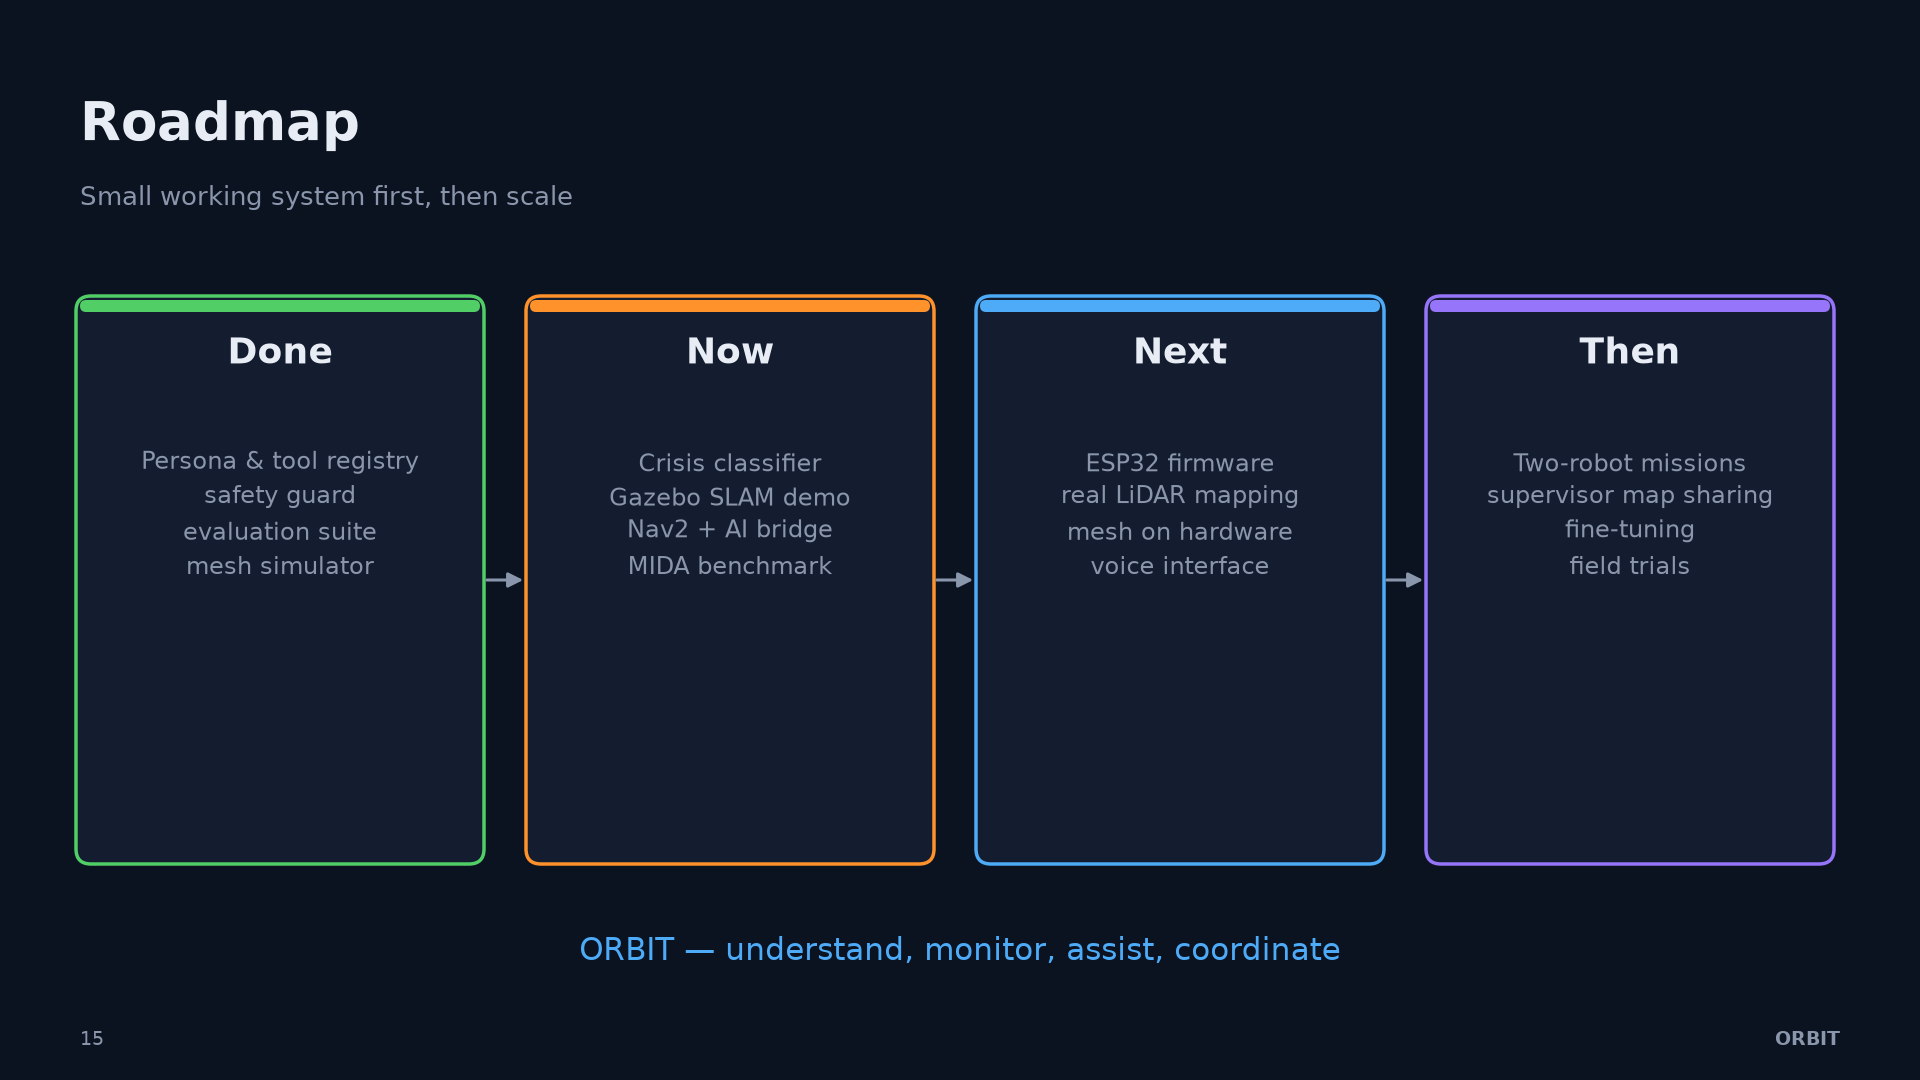 Roadmap
Small working system first, then scale
Done
Persona & tool registry
safety guard
evaluation suite
mesh simulator
Now
Crisis classifier
Gazebo SLAM demo
Nav2 + AI bridge
MIDA benchmark
Next
ESP32 firmware
real LiDAR mapping
mesh on hardware
voice interface
Then
Two-robot missions
supervisor map sharing
fine-tuning
field trials
ORBIT — understand, monitor, assist, coordinate
15
ORBIT